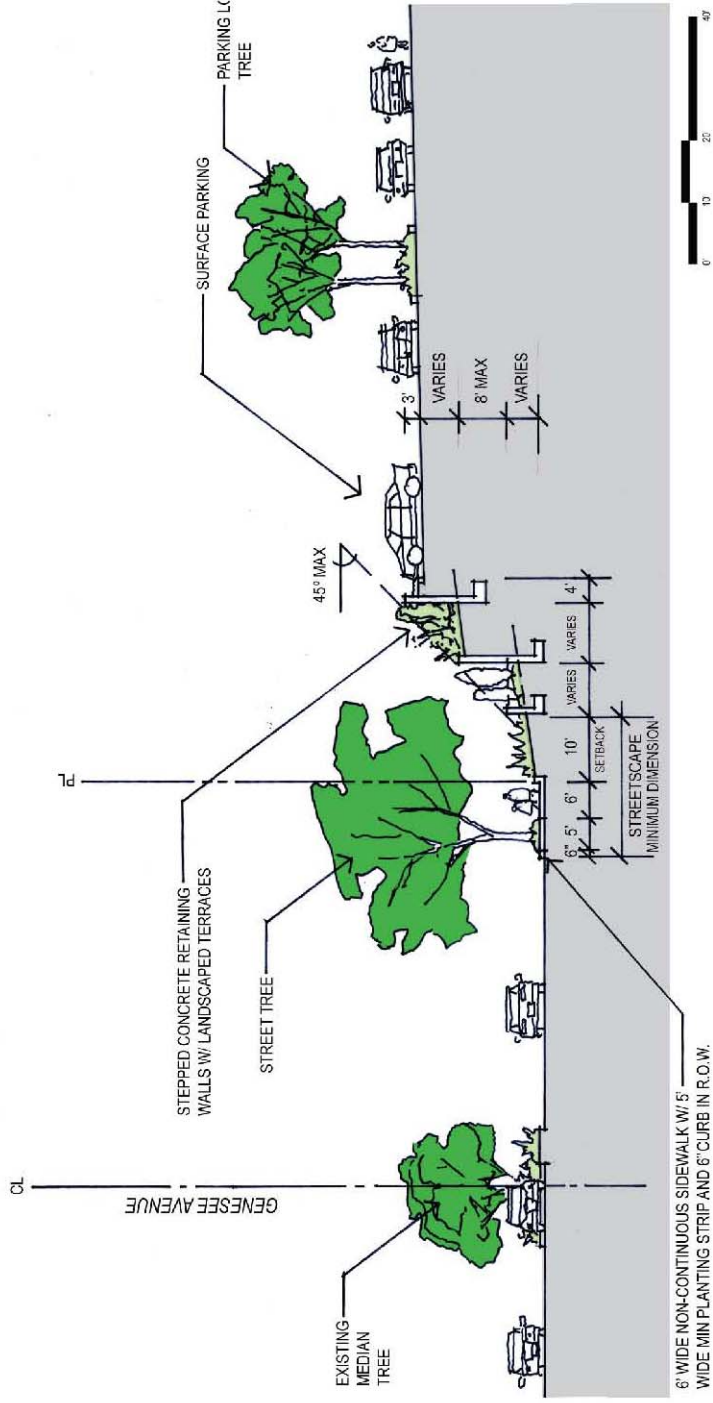 CL
GENESEE AVENUE
EXISTING
MEDIAN
TREE
STEPPED CONCRETE RETAINING
WALLS W/ LANDSCAPED TERRACES
STREET TREE
PL
45° MAX
SURFACE PARKING
PARKING LO
TREE
3'
VARIES
8' MAX
VARIES
6" 5' 6' 10' VARIES VARIES 4'
SETBACK
STREETSCAPE
MINIMUM DIMENSION
6' WIDE NON-CONTINUOUS SIDEWALK W/ 5'
WIDE MIN PLANTING STRIP AND 6" CURB IN R.O.W.
0' 10' 20 40'